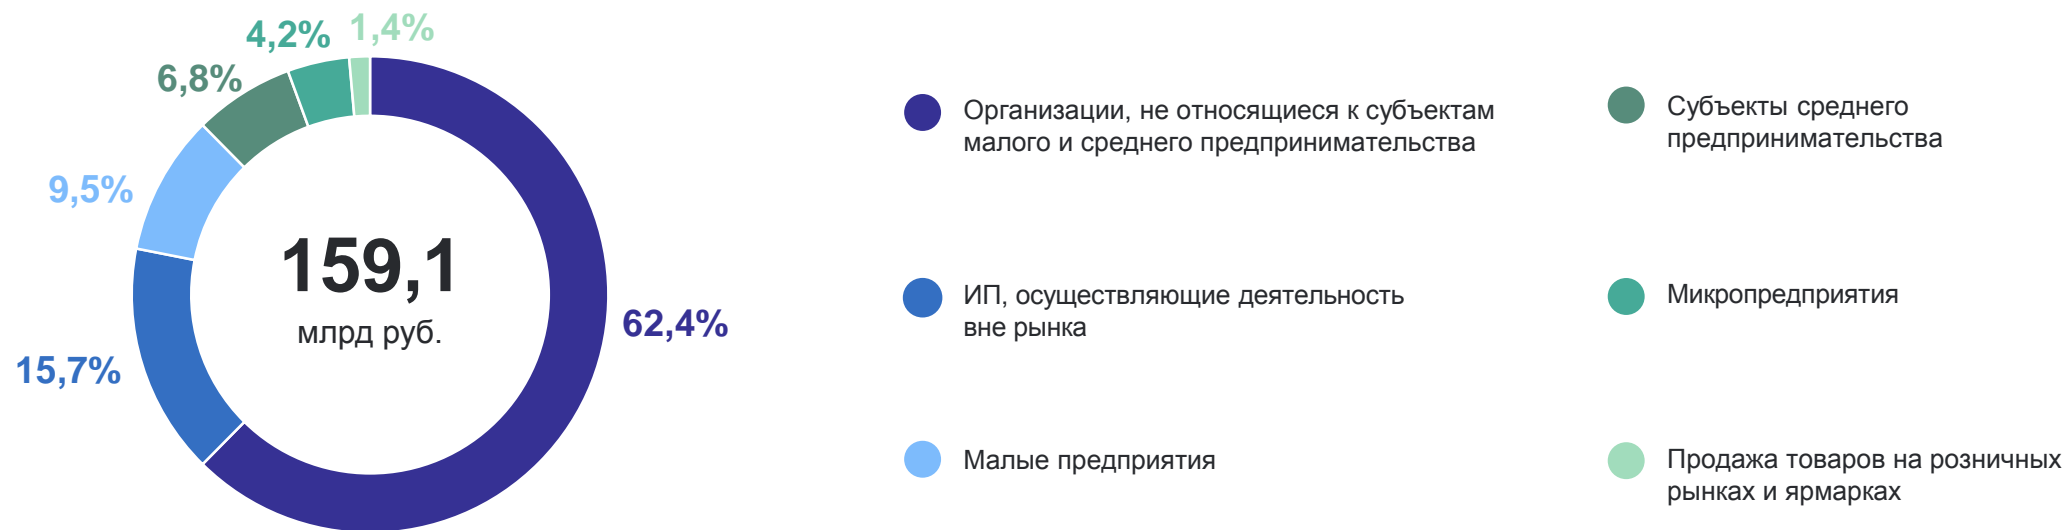 4,2%
1,4%
6,8%
9,5%
15,7%
62,4%
159,1
млрд руб.
Организации, не относящиеся к субъектам
малого и среднего предпринимательства
ИП, осуществляющие деятельность
вне рынка
Малые предприятия
Субъекты среднего
предпринимательства
Микропредприятия
Продажа товаров на розничных
рынках и ярмарках